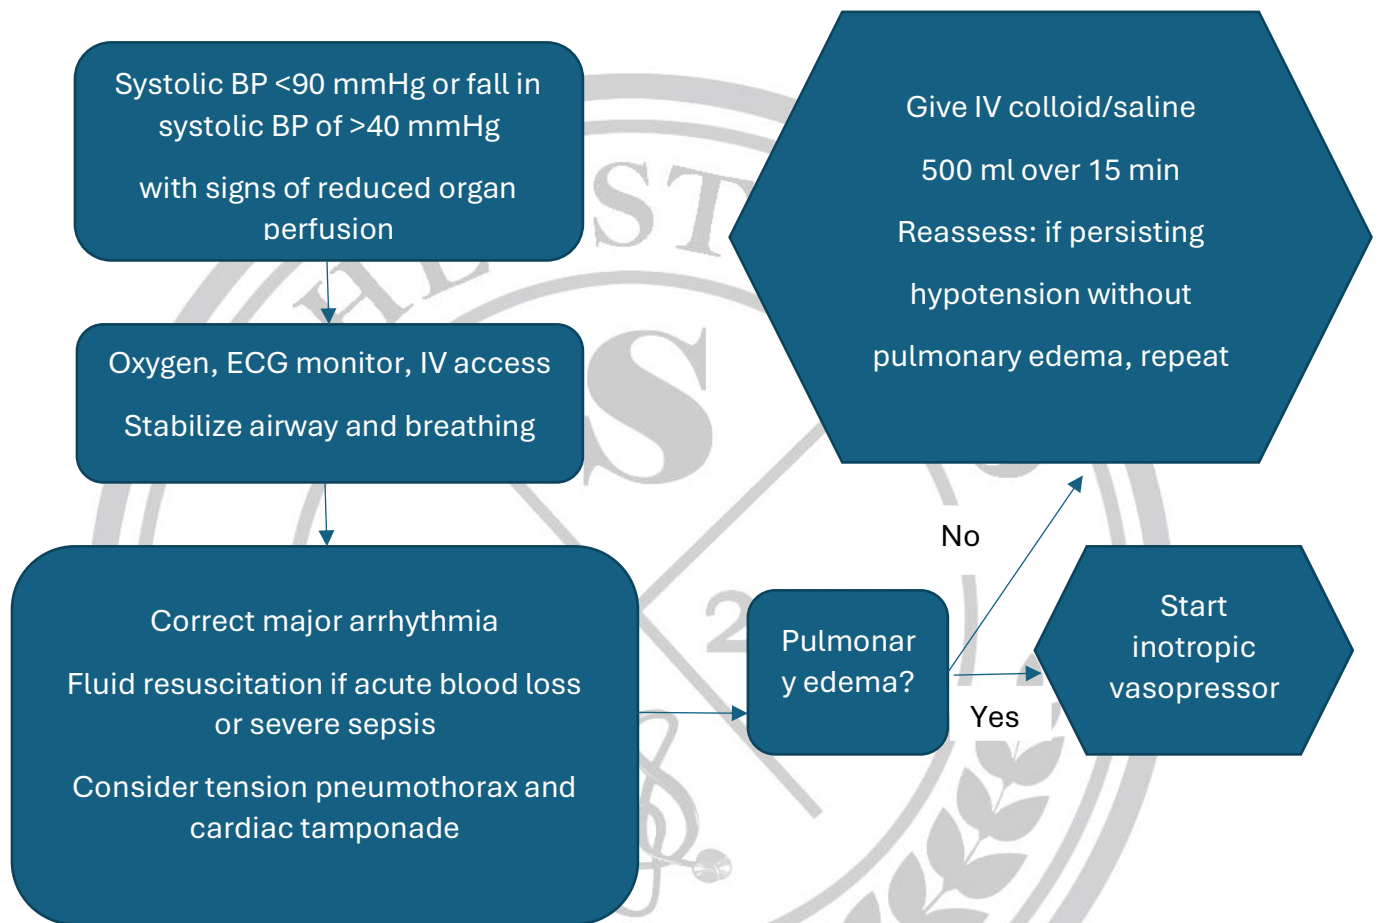 Systolic BP <90 mmHg or fall in
systolic BP of >40 mmHg
with signs of reduced organ
perfusion
Oxygen, ECG monitor, IV access
Stabilize airway and breathing
Correct major arrhythmia
Fluid resuscitation if acute blood loss
or severe sepsis
Consider tension pneumothorax and
cardiac tamponade
Pulmonar
y edema?
No
Give IV colloid/saline
500 ml over 15 min
Reassess: if persisting
hypotension without
pulmonary edema, repeat
Yes
Start
inotropic
vasopressor